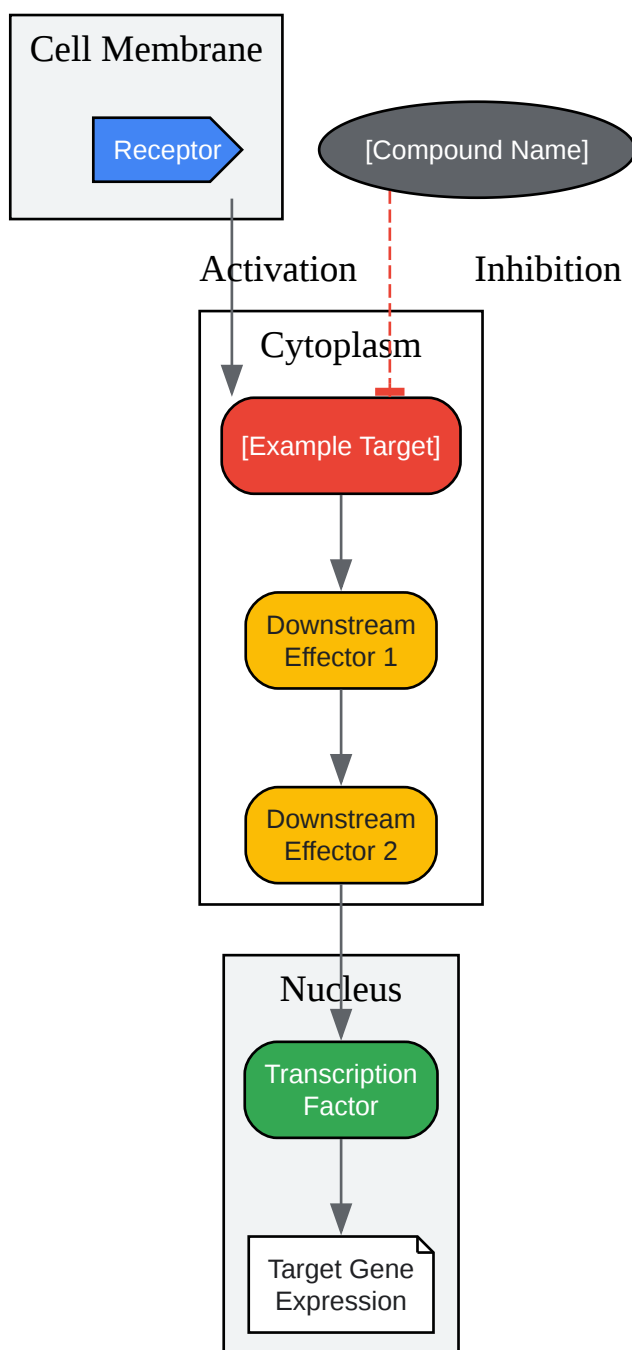 Cell Membrane
Receptor
[Compound Name]
Activation
Inhibition
Cytoplasm
[Example Target]
Downstream
Effector 1
Downstream
Effector 2
Nucleus
Transcription
Factor
Target Gene
Expression